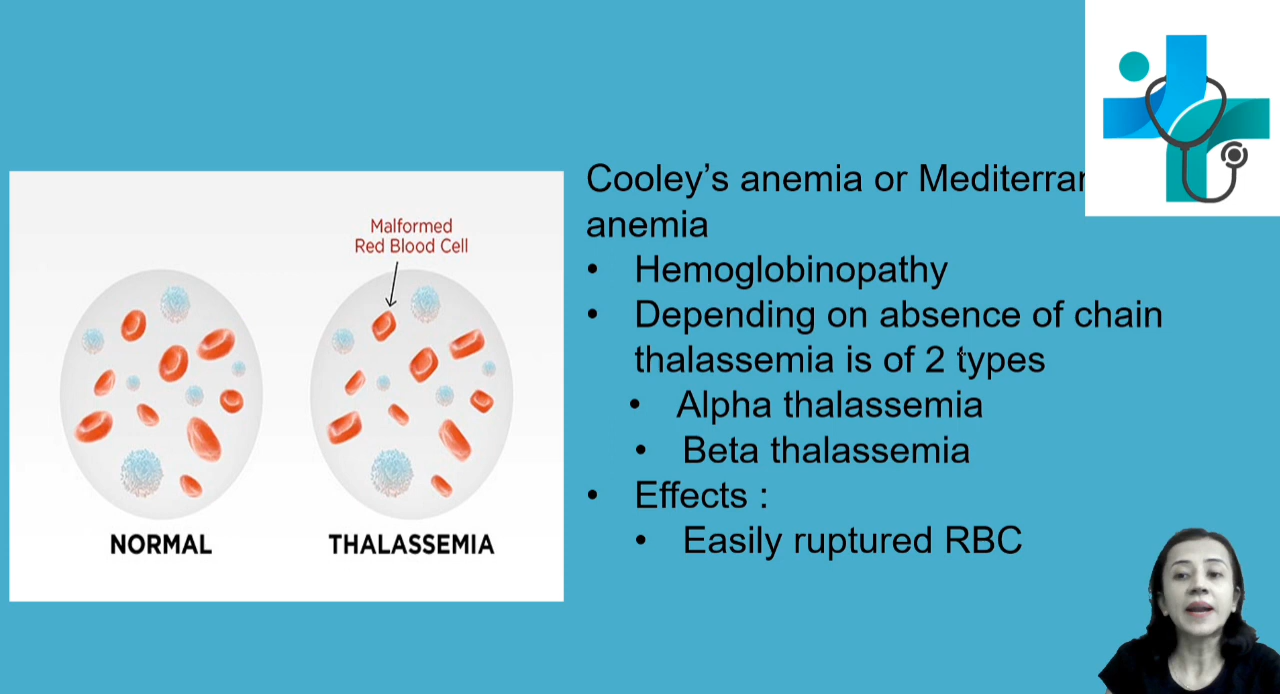 Malformed
Red Blood Cell
NORMAL
THALASSEMIA
Cooley’s anemia or
anemia
• Hemoglobinopathy
• Depending on absence of chain
thalassemia is of 2 types
• Alpha thalassemia
• Beta thalassemia
• Effects :
• Easily ruptured RBC